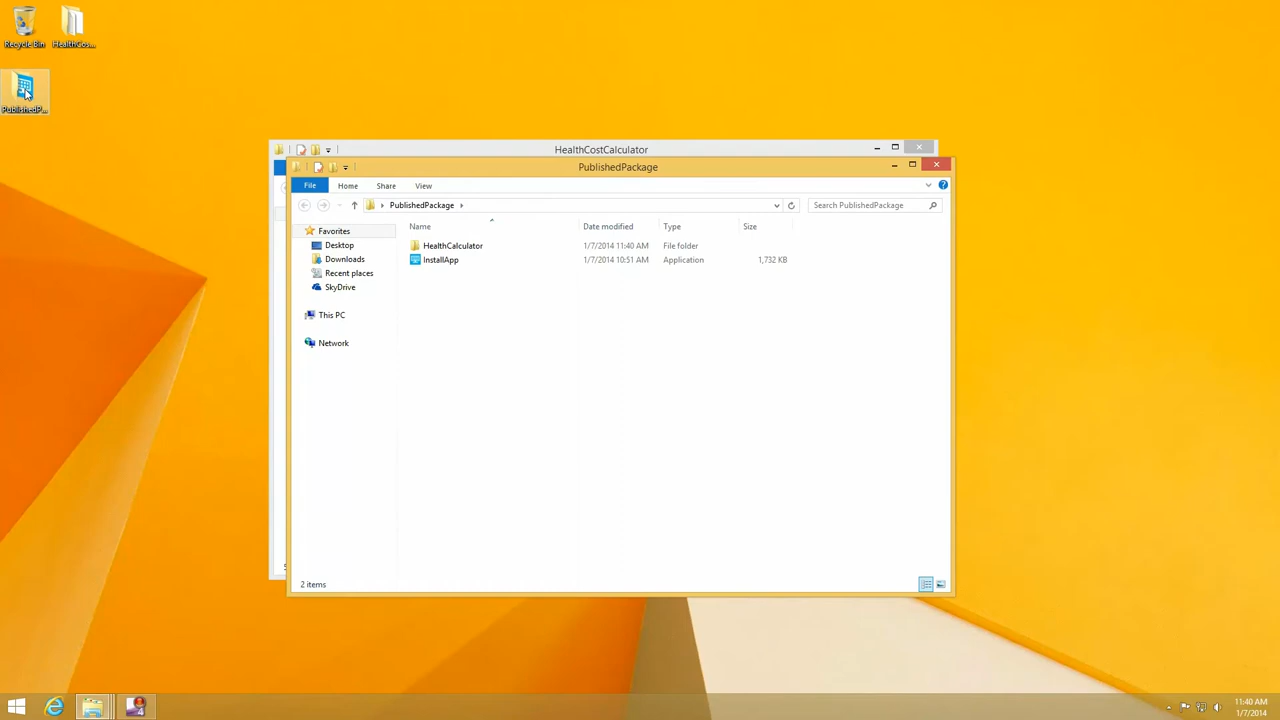 Recycle Bin
HealthCos...
PublishedP...
HealthCostCalculator
PublishedPackage
File Home Share View
PublishedPackage
Search PublishedPackage
Name Date modified Type Size
Favorites
Desktop
Downloads
Recent places
SkyDrive
This PC
Network
HealthCalculator 1/7/2014 11:40 AM File folder
InstallApp 1/7/2014 10:51 AM Application 1,732 KB
2 items
11:40 AM
1/7/2014